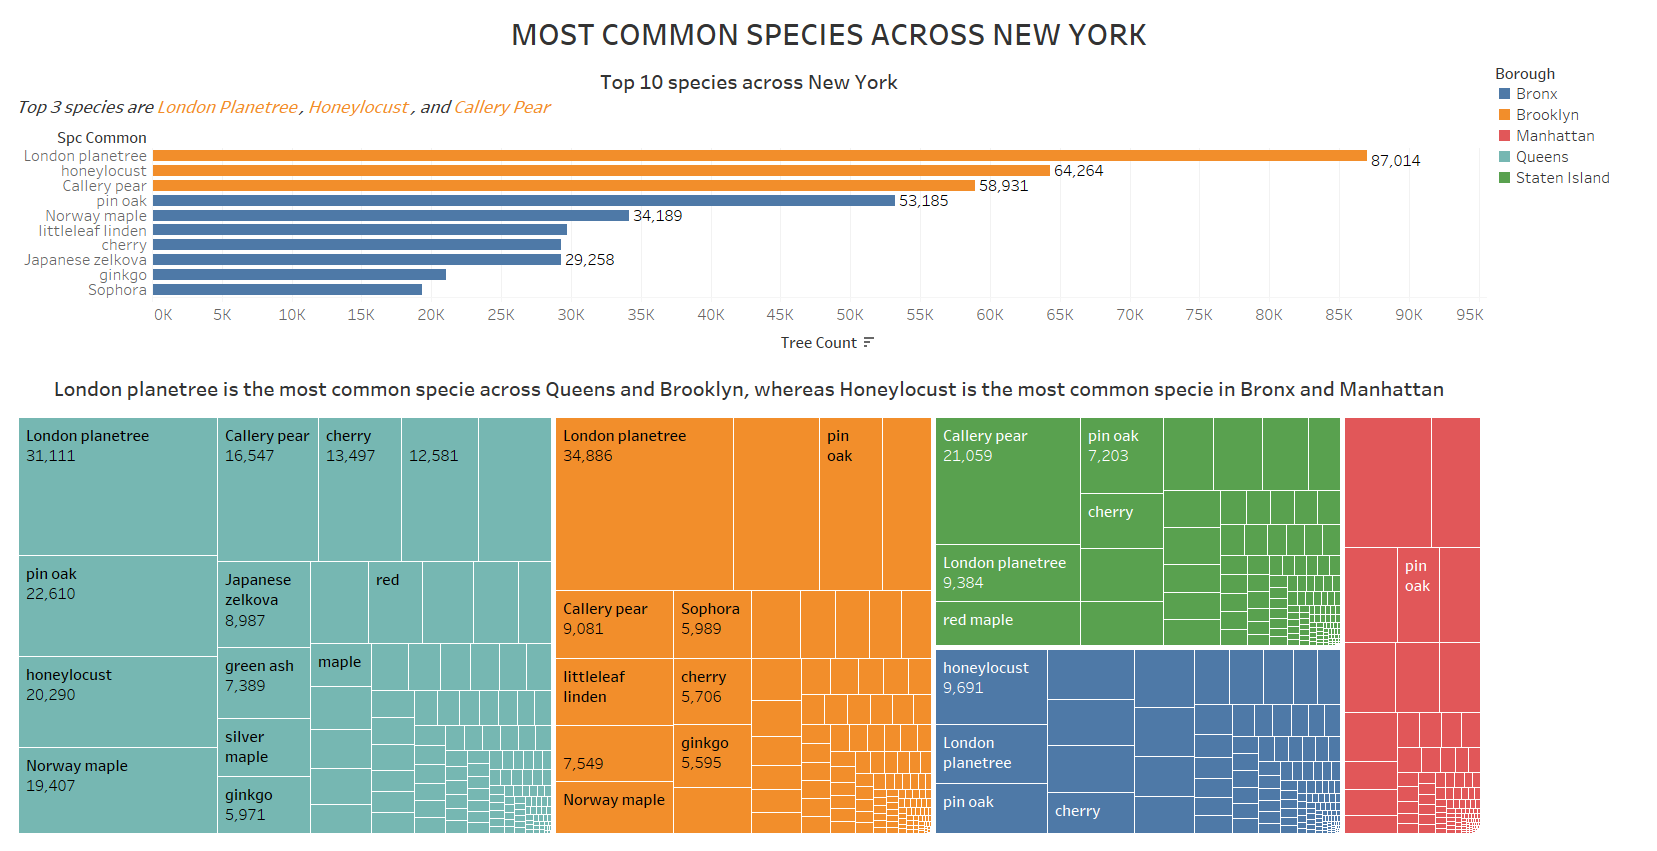 MOST COMMON SPECIES ACROSS NEW YORK
Top 10 species across New York
Top 3 species are London Planetree, Honeylocust, and Callery Pear
Spc Common
London planetree 87,014
honeylocust 64,264
Callery pear 58,931
pin oak 53,185
Norway maple 34,189
littleleaf linden
cherry
Japanese zelkova 29,258
ginkgo
Sophora
0K 5K 10K 15K 20K 25K 30K 35K 40K 45K 50K 55K 60K 65K 70K 75K 80K 85K 90K 95K
Tree Count
Borough
Bronx
Brooklyn
Manhattan
Queens
Staten Island
London planetree is the most common specie across Queens and Brooklyn, whereas Honeylocust is the most common specie in Bronx and Manhattan
London planetree
31,111
pin oak
22,610
honeylocust
20,290
Norway maple
19,407
Callery pear
16,547
cherry
13,497
12,581
Japanese
zelkova
8,987
red
green ash
7,389
maple
silver
maple
ginkgo
5,971
London planetree
34,886
pin
oak
Callery pear
9,081
Sophora
5,989
littleleaf
linden
cherry
5,706
7,549
ginkgo
5,595
Norway maple
Callery pear
21,059
pin oak
7,203
cherry
London planetree
9,384
red maple
honeylocust
9,691
London
planetree
pin oak
cherry
pin
oak